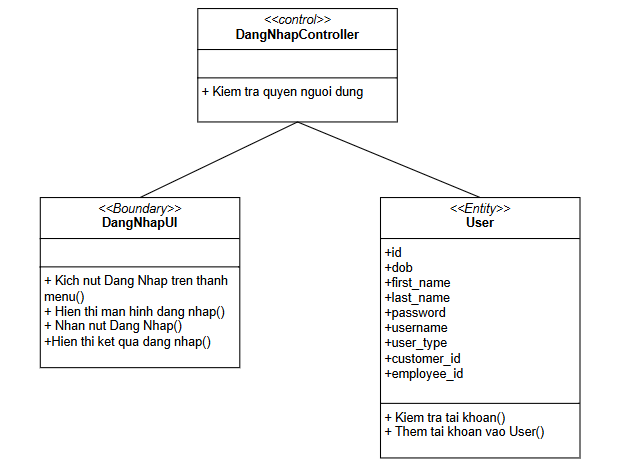 <<control>>
DangNhapController
+ Kiem tra quyen nguoi dung
<<Boundary>>
DangNhapUI
+ Kich nut Dang Nhap tren thanh
menu()
+ Hien thi man hinh dang nhap()
+ Nhan nut Dang Nhap()
+Hien thi ket qua dang nhap()
<<Entity>>
User
+id
+dob
+first_name
+last_name
+password
+username
+user_type
+customer_id
+employee_id
+ Kiem tra tai khoan()
+ Them tai khoan vao User()